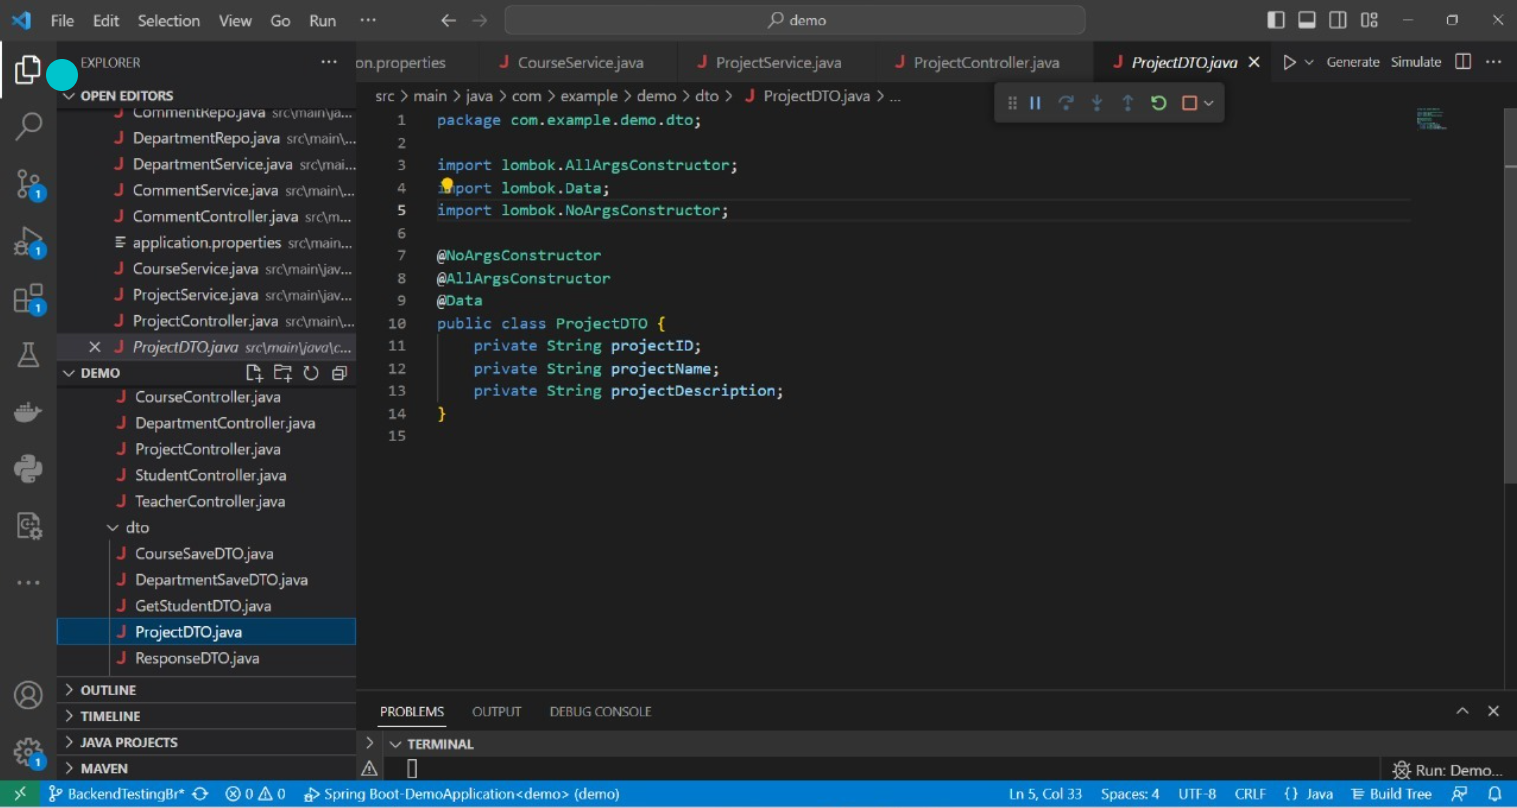 File Edit Selection View Go Run ··· demo
EXPLORER ···
OPEN EDITORS
CommentRepo.java src\main\ja...
DepartmentRepo.java src\main\...
DepartmentService.java src\mai...
CommentService.java src\main\...
CommentController.java src\m...
application.properties src\main...
CourseService.java src\main\jav...
ProjectService.java src\main\jav...
ProjectController.java src\main\...
ProjectDTO.java src\main\java\c...
DEMO
CourseController.java
DepartmentController.java
ProjectController.java
StudentController.java
TeacherController.java
dto
CourseSaveDTO.java
DepartmentSaveDTO.java
GetStudentDTO.java
ProjectDTO.java
ResponseDTO.java
OUTLINE
TIMELINE
JAVA PROJECTS
MAVEN
on.properties CourseService.java ProjectService.java ProjectController.java ProjectDTO.java Generate Simulate ···
src > main > java > com > example > demo > dto > ProjectDTO.java > ...
1 package com.example.demo.dto;
2
3 import lombok.AllArgsConstructor;
4 import lombok.Data;
5 import lombok.NoArgsConstructor;
6
7 @NoArgsConstructor
8 @AllArgsConstructor
9 @Data
10 public class ProjectDTO {
11 private String projectID;
12 private String projectName;
13 private String projectDescription;
14 }
15
PROBLEMS OUTPUT DEBUG CONSOLE
TERMINAL
Run: Demo...
1
1
1
1
BackendTestingBr* 0 0 Spring Boot-DemoApplication<demo> (demo) Ln 5, Col 33 Spaces: 4 UTF-8 CRLF {} Java Build Tree